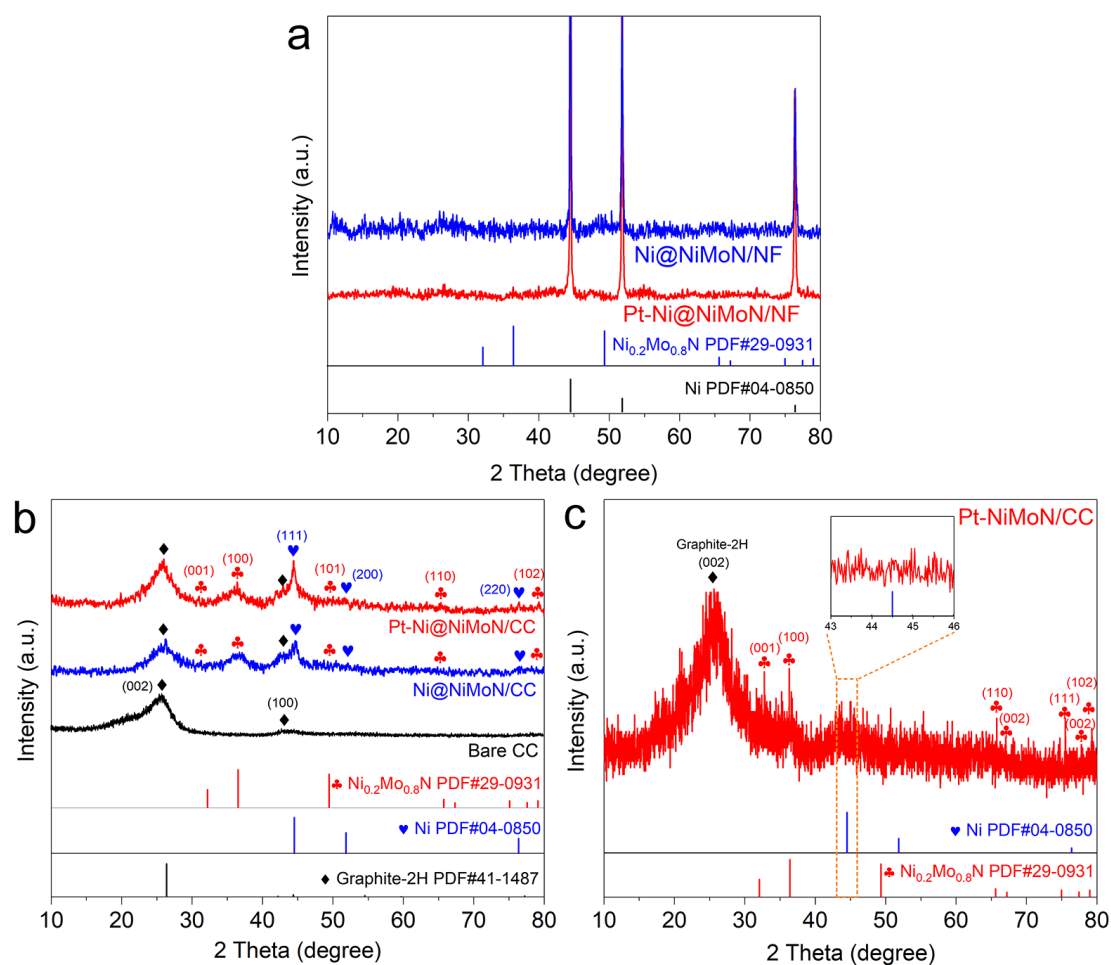 a
Intensity (a.u.)
Ni@NiMoN/NF
Pt-Ni@NiMoN/NF
Ni0.2Mo0.8N PDF#29-0931
Ni PDF#04-0850
10 20 30 40 50 60 70 80
2 Theta (degree)
b
Intensity (a.u.)
(001)
(100)
(111)
(101)
(200)
(110)
(220)
(102)
Pt-Ni@NiMoN/CC
Ni@NiMoN/CC
(002)
(100)
Bare CC
♣ Ni0.2Mo0.8N PDF#29-0931
♥ Ni PDF#04-0850
♦ Graphite-2H PDF#41-1487
10 20 30 40 50 60 70 80
2 Theta (degree)
c
Intensity (a.u.)
Pt-NiMoN/CC
Graphite-2H
(002)
43 44 45 46
(001)
(100)
(110)
(002)
(111)
(102)
(002)
♥ Ni PDF#04-0850
♣ Ni0.2Mo0.8N PDF#29-0931
10 20 30 40 50 60 70 80
2 Theta (degree)